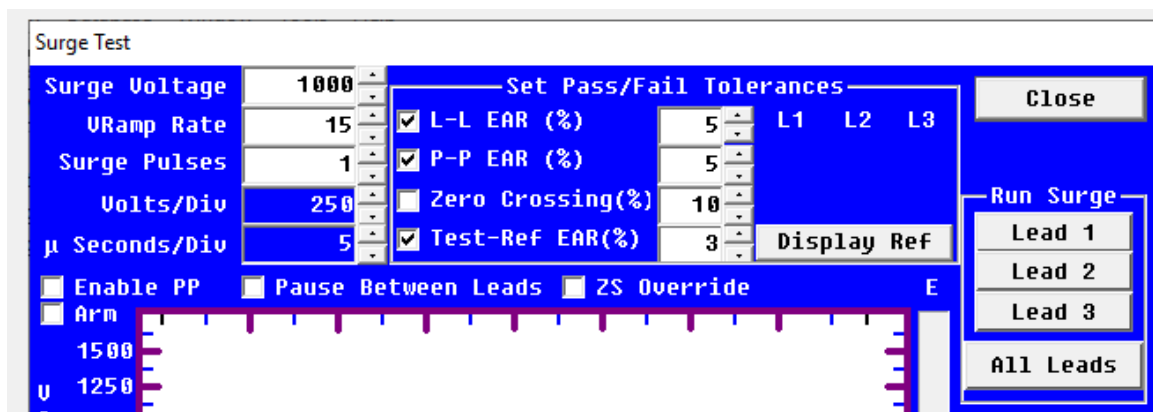 Surge Test
Surge Voltage 1000
VRamp Rate 15
Surge Pulses 1
Volts/Div 250
µ Seconds/Div 5
Set Pass/Fail Tolerances
L-L EAR (%) 5 L1 L2 L3
P-P EAR (%) 5
Zero Crossing(%) 10
Test-Ref EAR(%) 3 Display Ref
Close
Run Surge
Lead 1
Lead 2
Lead 3
All Leads
Enable PP Pause Between Leads ZS Override E
Arm
1500
1250
V